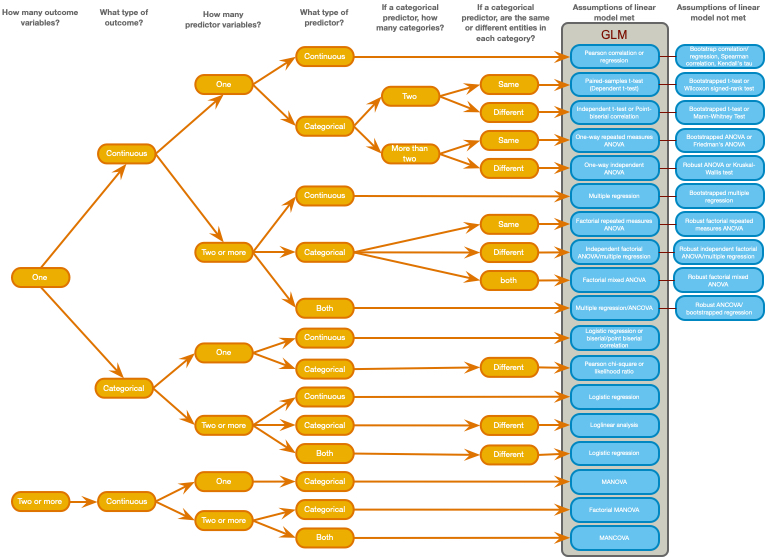 How many outcome
variables?
What type of
outcome?
How many
predictor variables?
What type of
predictor?
If a categorical
predictor, how
many categories?
If a categorical
predictor, are the same
or different entities in
each category?
Assumptions of linear
model met
Assumptions of linear
model not met
GLM
Continuous
Pearson correlation or
regression
Bootstrap correlation/
regression, Spearman
correlation, Kendall's tau
One
Two
Same
Paired-samples t-test
(Dependent t-test)
Bootstrapped t-test or
Wilcoxon signed-rank test
Different
Independent t-test or Point-
biserial correlation
Bootstrapped t-test or
Mann-Whitney Test
Categorical
Same
One-way repeated measures
ANOVA
Bootstrapped ANOVA or
Friedman's ANOVA
Continuous
More than
two
Different
One-way independent
ANOVA
Robust ANOVA or Kruskal-
Wallis test
Continuous
Multiple regression
Bootstrapped multiple
regression
Same
Factorial repeated measures
ANOVA
Robust factorial repeated
measures ANOVA
Two or more
Categorical
Different
Independent factorial
ANOVA/multiple regression
Robust independent factorial
ANOVA/multiple regression
One
both
Factorial mixed ANOVA
Robust factorial mixed
ANOVA
Both
Multiple regression/ANCOVA
Robust ANCOVA/
bootstrapped regression
Continuous
Logistic regression or
biserial/point biserial
correlation
One
Categorical
Different
Pearson chi-square or
likelihood ratio
Categorical
Continuous
Logistic regression
Two or more
Categorical
Different
Loglinear analysis
Both
Different
Logistic regression
One
Categorical
MANOVA
Two or more
Continuous
Categorical
Factorial MANOVA
Two or more
Both
MANCOVA